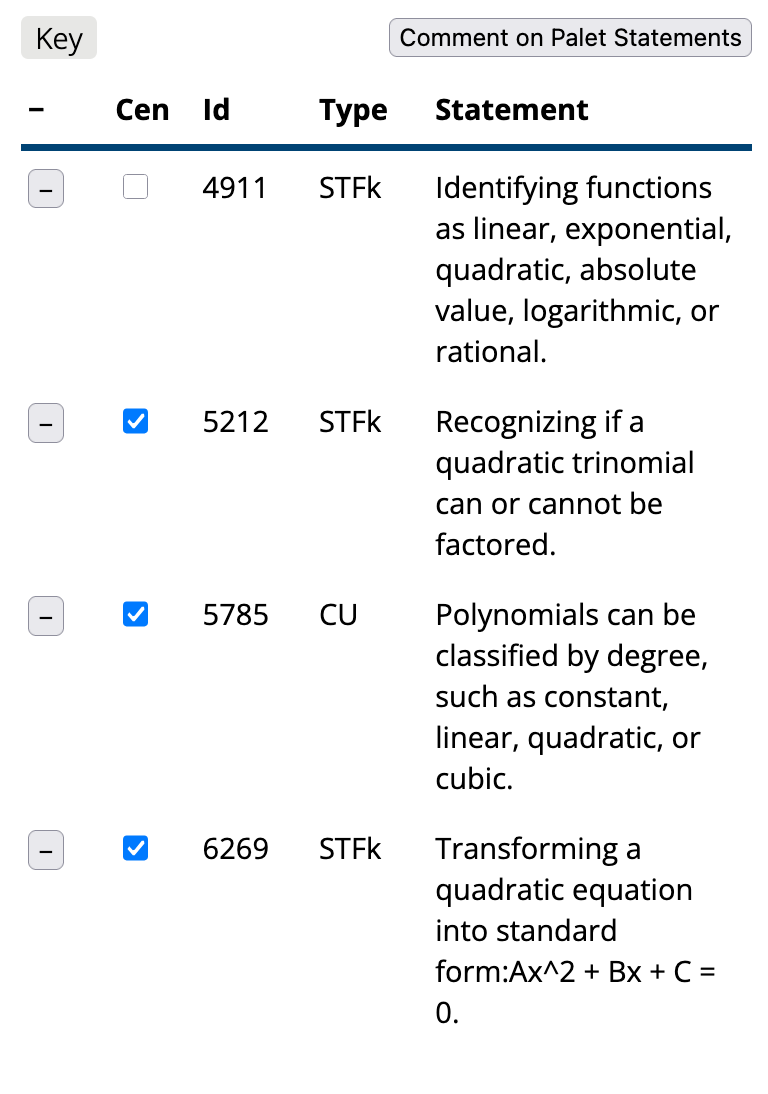 Key Comment on Palet Statements
– Cen Id Type Statement
– 4911 STFk Identifying functions
as linear, exponential,
quadratic, absolute
value, logarithmic, or
rational.
– 5212 STFk Recognizing if a
quadratic trinomial
can or cannot be
factored.
– 5785 CU Polynomials can be
classified by degree,
such as constant,
linear, quadratic, or
cubic.
– 6269 STFk Transforming a
quadratic equation
into standard
form:Ax^2 + Bx + C =
0.